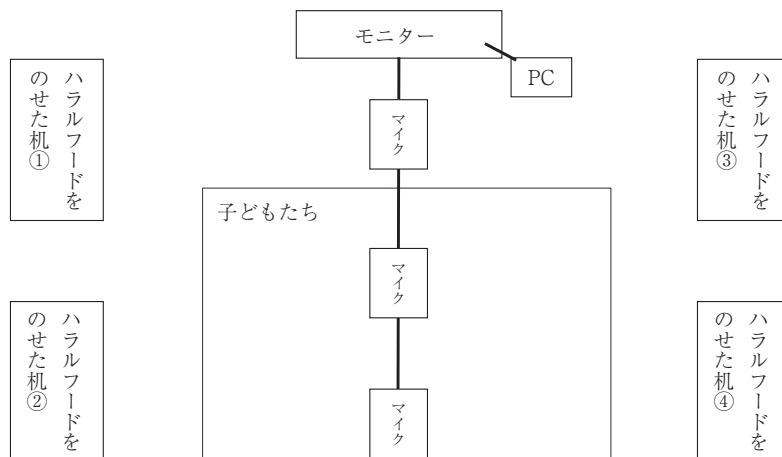 モニター
PC
マイク
ハラルフードを
のせた机①
ハラルフードを
のせた机③
子どもたち
マイク
ハラルフードを
のせた机②
ハラルフードを
のせた机④
マイク